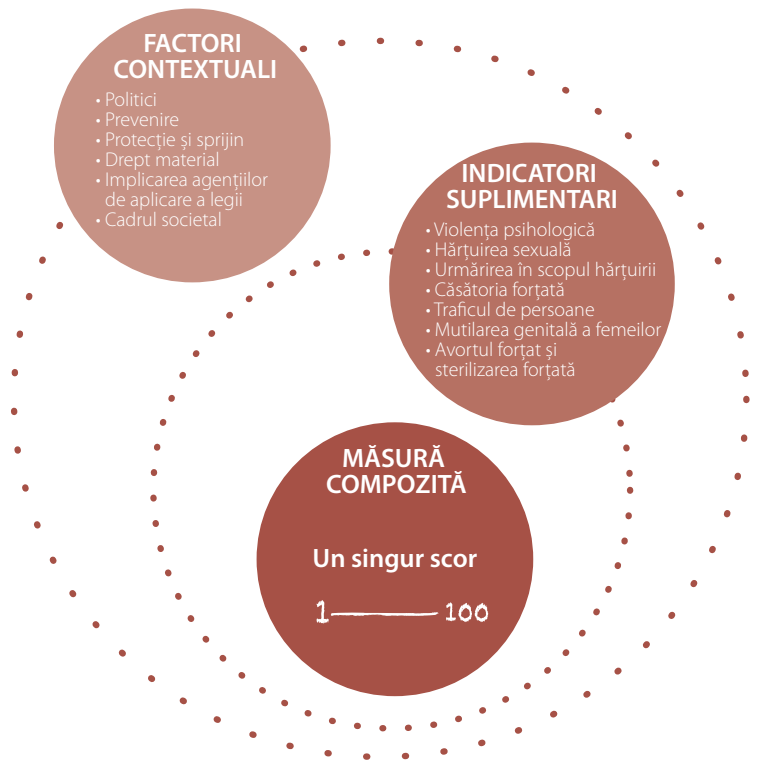 FACTORI
CONTEXTUALI
• Politici
• Prevenire
• Protecție și sprijin
• Drept material
• Implicarea agențiilor
de aplicare a legii
• Cadrul societal
INDICATORI
SUPLIMENTARI
• Violența psihologică
• Hărțuirea sexuală
• Urmărirea în scopul hărțuirii
• Căsătoria forțată
• Traficul de persoane
• Mutilarea genitală a femeilor
• Avortul forțat și
sterilizarea forțată
MĂSURĂ
COMPOZITĂ
Un singur scor
1 100